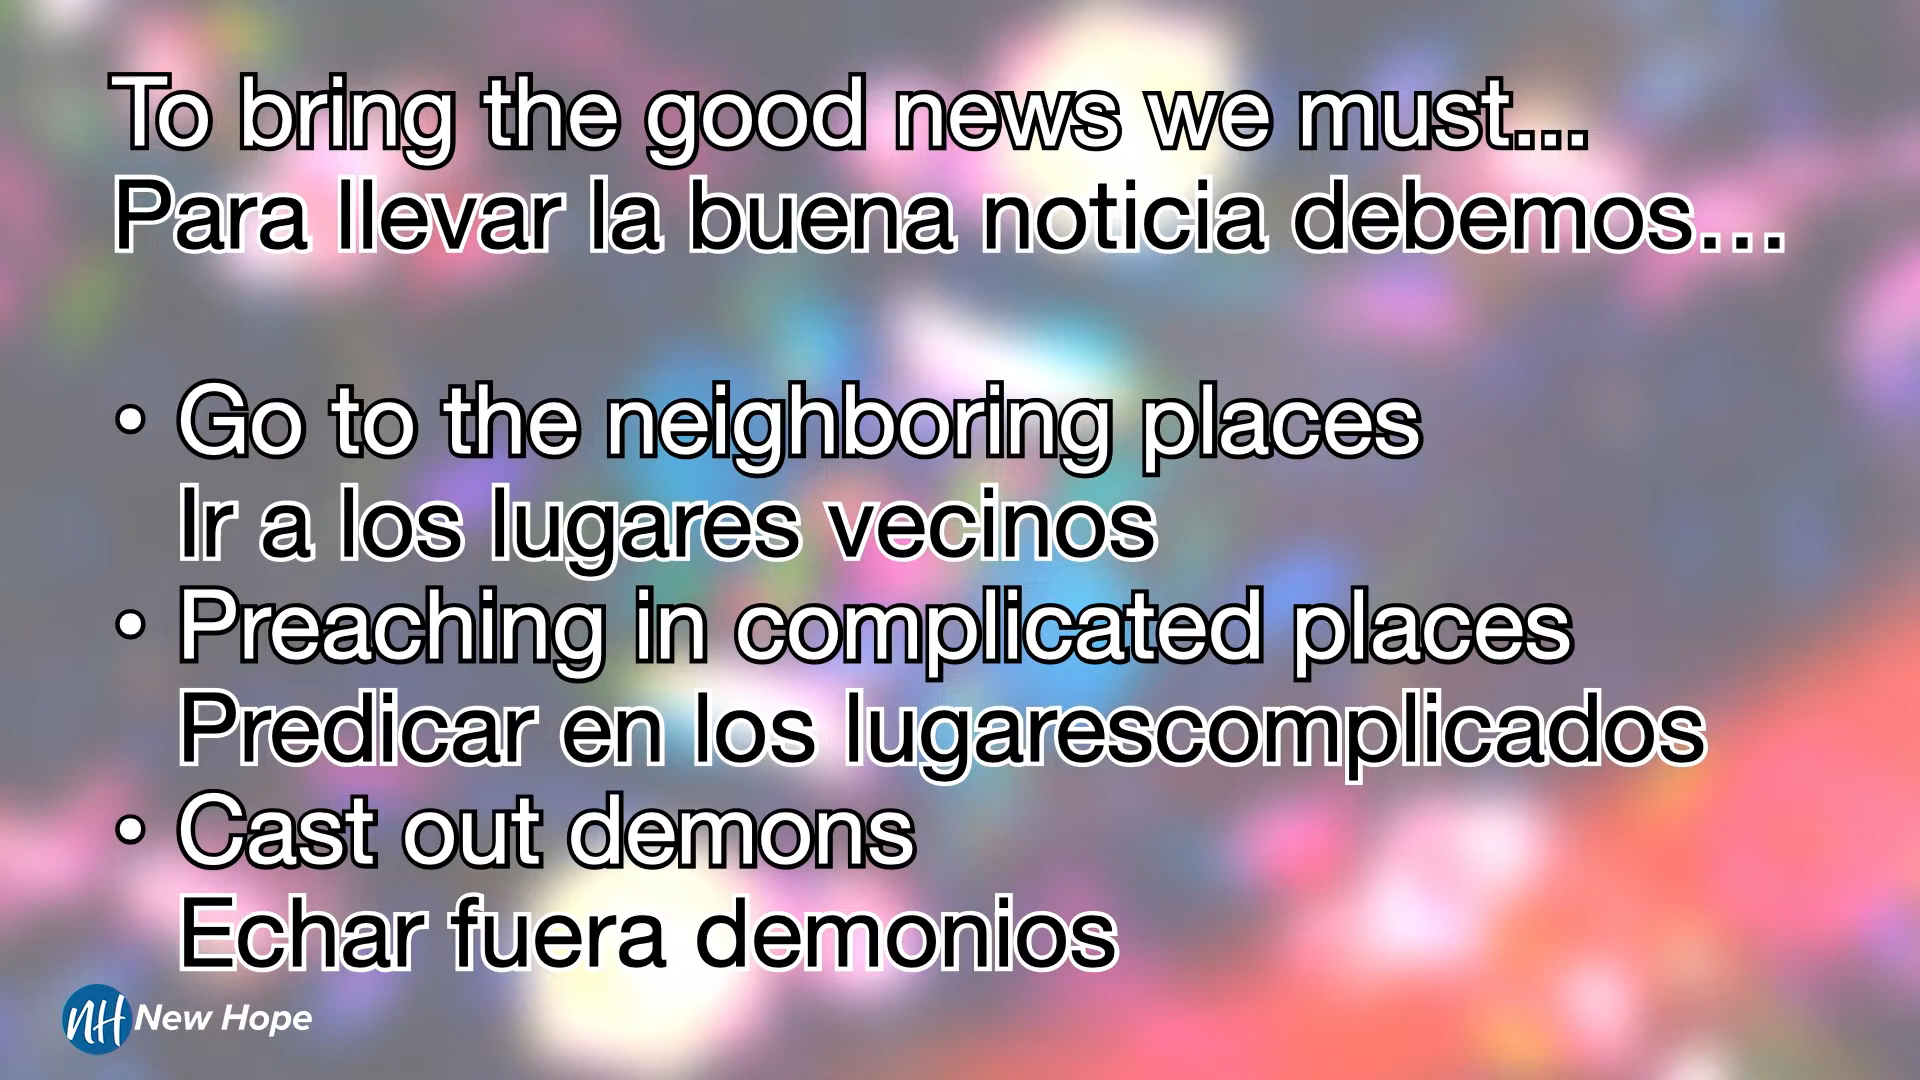 To bring the good news we must...
Para llevar la buena noticia debemos…
• Go to the neighboring places
Ir a los lugares vecinos
• Preaching in complicated places
Predicar en los lugarescomplicados
• Cast out demons
Echar fuera demonios
NH New Hope